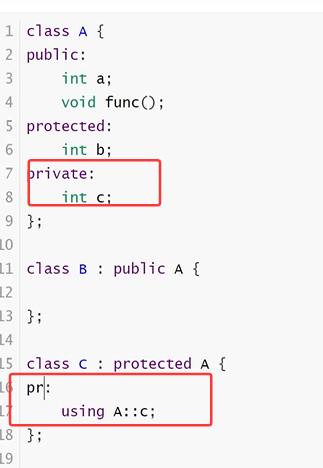 1 class A {
2 public:
3 int a;
4 void func();
5 protected:
6 int b;
7 private:
8 int c;
9 };
10
11 class B : public A {
12
13 };
14
15 class C : protected A {
16 pr:
17 using A::c;
18 };
19